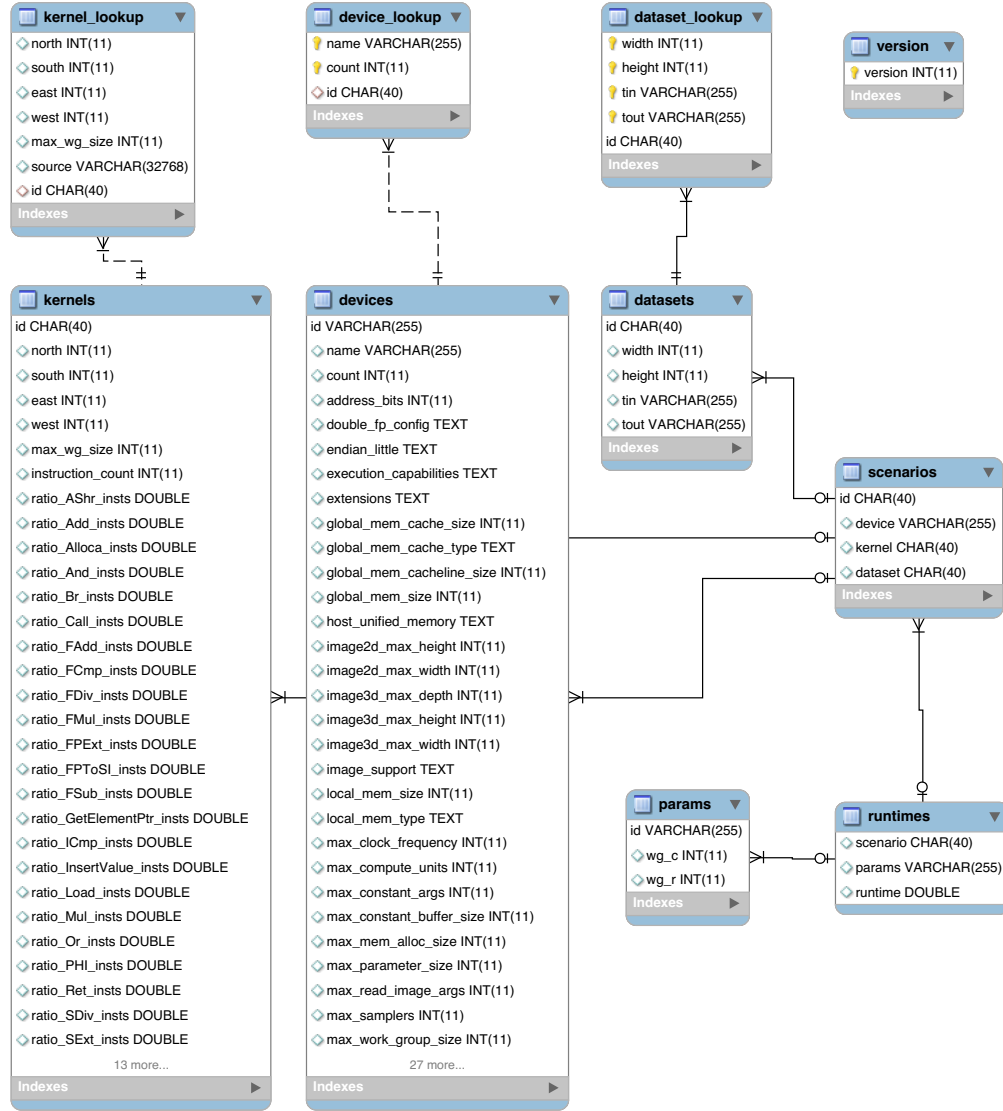 kernel_lookup
north INT(11)
south INT(11)
east INT(11)
west INT(11)
max_wg_size INT(11)
source VARCHAR(32768)
id CHAR(40)
Indexes
device_lookup
name VARCHAR(255)
count INT(11)
id CHAR(40)
Indexes
dataset_lookup
width INT(11)
height INT(11)
tin VARCHAR(255)
tout VARCHAR(255)
id CHAR(40)
Indexes
version
version INT(11)
Indexes
kernels
id CHAR(40)
north INT(11)
south INT(11)
east INT(11)
west INT(11)
max_wg_size INT(11)
instruction_count INT(11)
ratio_AShr_insts DOUBLE
ratio_Add_insts DOUBLE
ratio_Alloca_insts DOUBLE
ratio_And_insts DOUBLE
ratio_Br_insts DOUBLE
ratio_Call_insts DOUBLE
ratio_FAdd_insts DOUBLE
ratio_FCmp_insts DOUBLE
ratio_FDiv_insts DOUBLE
ratio_FMul_insts DOUBLE
ratio_FPExt_insts DOUBLE
ratio_FPToSI_insts DOUBLE
ratio_FSub_insts DOUBLE
ratio_GetElementPtr_insts DOUBLE
ratio_ICmp_insts DOUBLE
ratio_InsertValue_insts DOUBLE
ratio_Load_insts DOUBLE
ratio_Mul_insts DOUBLE
ratio_Or_insts DOUBLE
ratio_PHI_insts DOUBLE
ratio_Ret_insts DOUBLE
ratio_SDiv_insts DOUBLE
ratio_SExt_insts DOUBLE
13 more...
Indexes
devices
id VARCHAR(255)
name VARCHAR(255)
count INT(11)
address_bits INT(11)
double_fp_config TEXT
endian_little TEXT
execution_capabilities TEXT
extensions TEXT
global_mem_cache_size INT(11)
global_mem_cache_type TEXT
global_mem_cacheline_size INT(11)
global_mem_size INT(11)
host_unified_memory TEXT
image2d_max_height INT(11)
image2d_max_width INT(11)
image3d_max_depth INT(11)
image3d_max_height INT(11)
image3d_max_width INT(11)
image_support TEXT
local_mem_size INT(11)
local_mem_type TEXT
max_clock_frequency INT(11)
max_compute_units INT(11)
max_constant_args INT(11)
max_constant_buffer_size INT(11)
max_mem_alloc_size INT(11)
max_parameter_size INT(11)
max_read_image_args INT(11)
max_samplers INT(11)
max_work_group_size INT(11)
27 more...
Indexes
datasets
id CHAR(40)
width INT(11)
height INT(11)
tin VARCHAR(255)
tout VARCHAR(255)
Indexes
scenarios
id CHAR(40)
device VARCHAR(255)
kernel CHAR(40)
dataset CHAR(40)
Indexes
params
id VARCHAR(255)
wg_c INT(11)
wg_r INT(11)
Indexes
runtimes
scenario CHAR(40)
params VARCHAR(255)
runtime DOUBLE